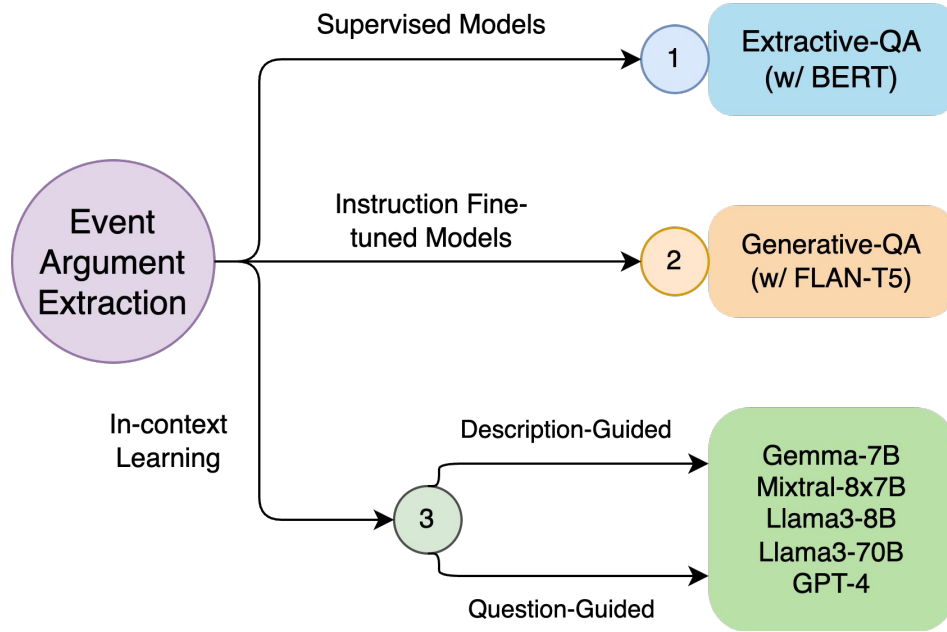 Supervised Models
1
Extractive-QA
(w/ BERT)
Event
Argument
Extraction
Instruction Fine-
tuned Models
2
Generative-QA
(w/ FLAN-T5)
In-context
Learning
3
Description-Guided
Question-Guided
Gemma-7B
Mixtral-8x7B
Llama3-8B
Llama3-70B
GPT-4